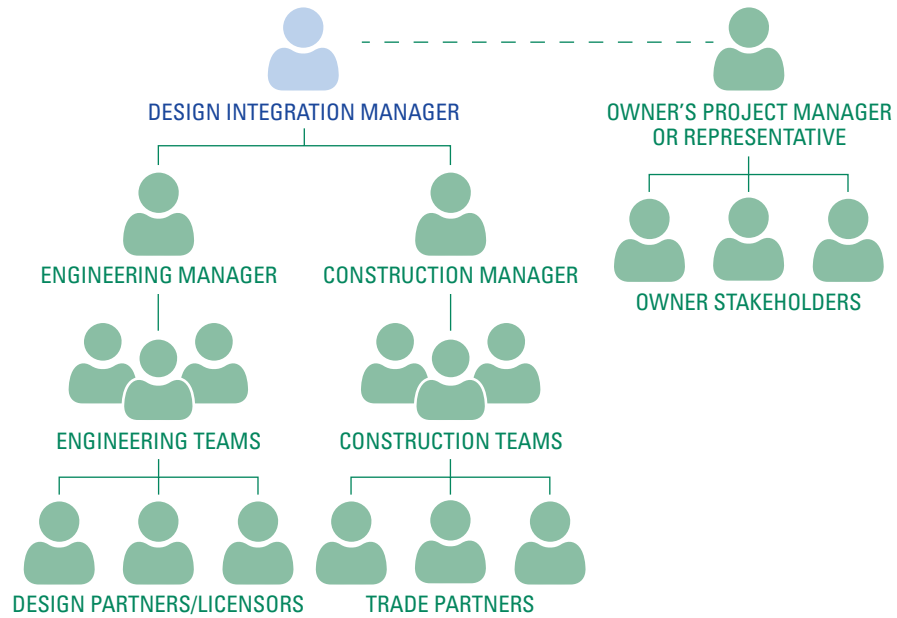 DESIGN INTEGRATION MANAGER
OWNER'S PROJECT MANAGER
OR REPRESENTATIVE
ENGINEERING MANAGER
CONSTRUCTION MANAGER
OWNER STAKEHOLDERS
ENGINEERING TEAMS
CONSTRUCTION TEAMS
DESIGN PARTNERS/LICENSORS
TRADE PARTNERS